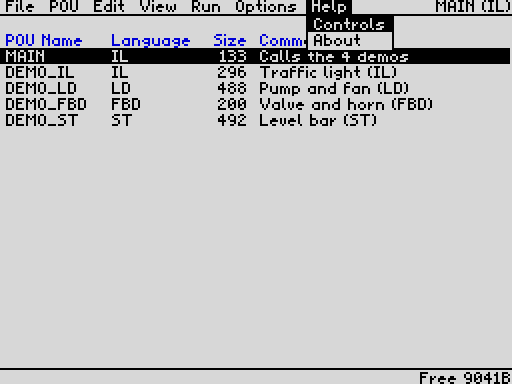 File POU Edit View Run Options Help MAIN (IL)
Controls
About
POU Name Language Size Comm
MAIN IL 133 Calls the 4 demos
DEMO_IL IL 296 Traffic light (IL)
DEMO_LD LD 488 Pump and fan (LD)
DEMO_FBD FBD 200 Valve and horn (FBD)
DEMO_ST ST 492 Level bar (ST)
Free 9041B